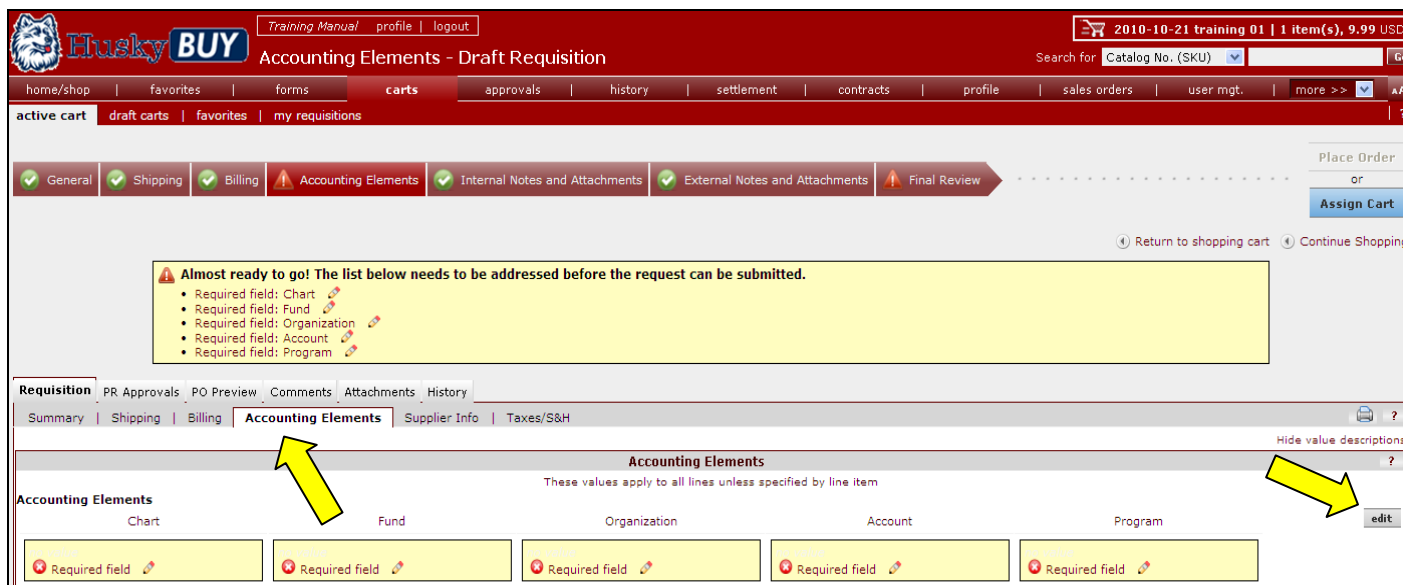 Husky BUY
Training Manual profile | logout
2010-10-21 training 01 | 1 item(s), 9.99 USD
Accounting Elements - Draft Requisition
Search for Catalog No. (SKU)
home/shop | favorites | forms carts approvals | history | settlement | contracts | profile | sales orders | user mgt. | more >>
active cart draft carts | favorites | my requisitions
Place Order
General Shipping Billing Accounting Elements Internal Notes and Attachments External Notes and Attachments Final Review
or
Assign Cart
Return to shopping cart Continue Shopping
Almost ready to go! The list below needs to be addressed before the request can be submitted.
• Required field: Chart
• Required field: Fund
• Required field: Organization
• Required field: Account
• Required field: Program
Requisition PR Approvals PO Preview Comments Attachments History
Summary | Shipping | Billing Accounting Elements Supplier Info | Taxes/S&H ?
Hide value descriptions
Accounting Elements ?
These values apply to all lines unless specified by line item
Accounting Elements
Chart Fund Organization Account Program edit
Required field Required field Required field Required field Required field